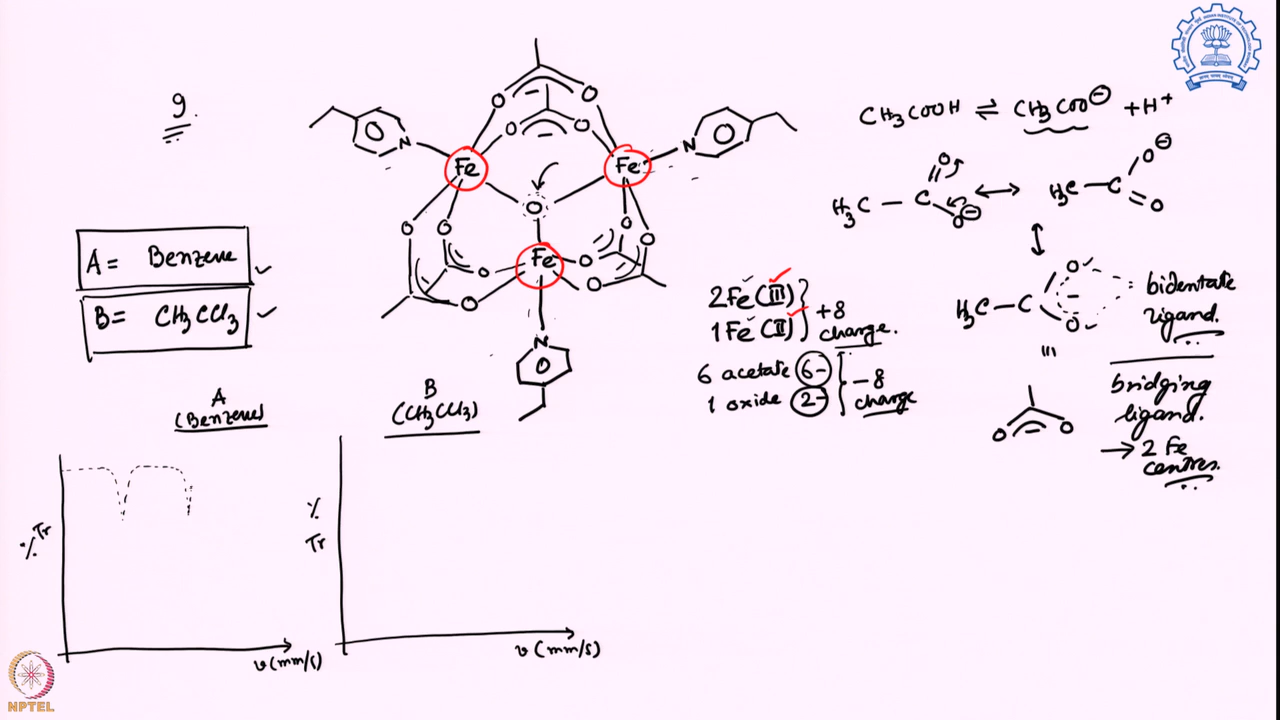 9.
A = Benzene
B = CH3CCl3
O
O
O
O
N
Fe
Fe
N
O
O
O
O
O
Fe
O
O
O
O
N
CH3COOH ⇌ CH3COO⊖ + H+
H3C - C
O
O⊖
H3C - C
O⊖
O
H3C - C
O
O
-
: bidentate
ligand.
≡
O
O
bridging
ligand.
→ 2 Fe
centres.
2Fe(III)
1Fe(II)
+8
charge.
6 acetate 6-
1 oxide 2-
-8
charge
A
(Benzene)
B
(CH3CCl3)
% Tr
v (mm/s)
%
Tr
v (mm/s)
NPTEL